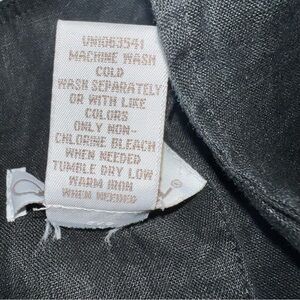 UN1063541
MACHINE WASH
COLD
WASH SEPARATELY
OR WITH LIKE
COLORS
ONLY NON-
CHLORINE BLEACH
WHEN NEEDED
TUMBLE DRY LOW
WARM IRON
WHEN NEEDED